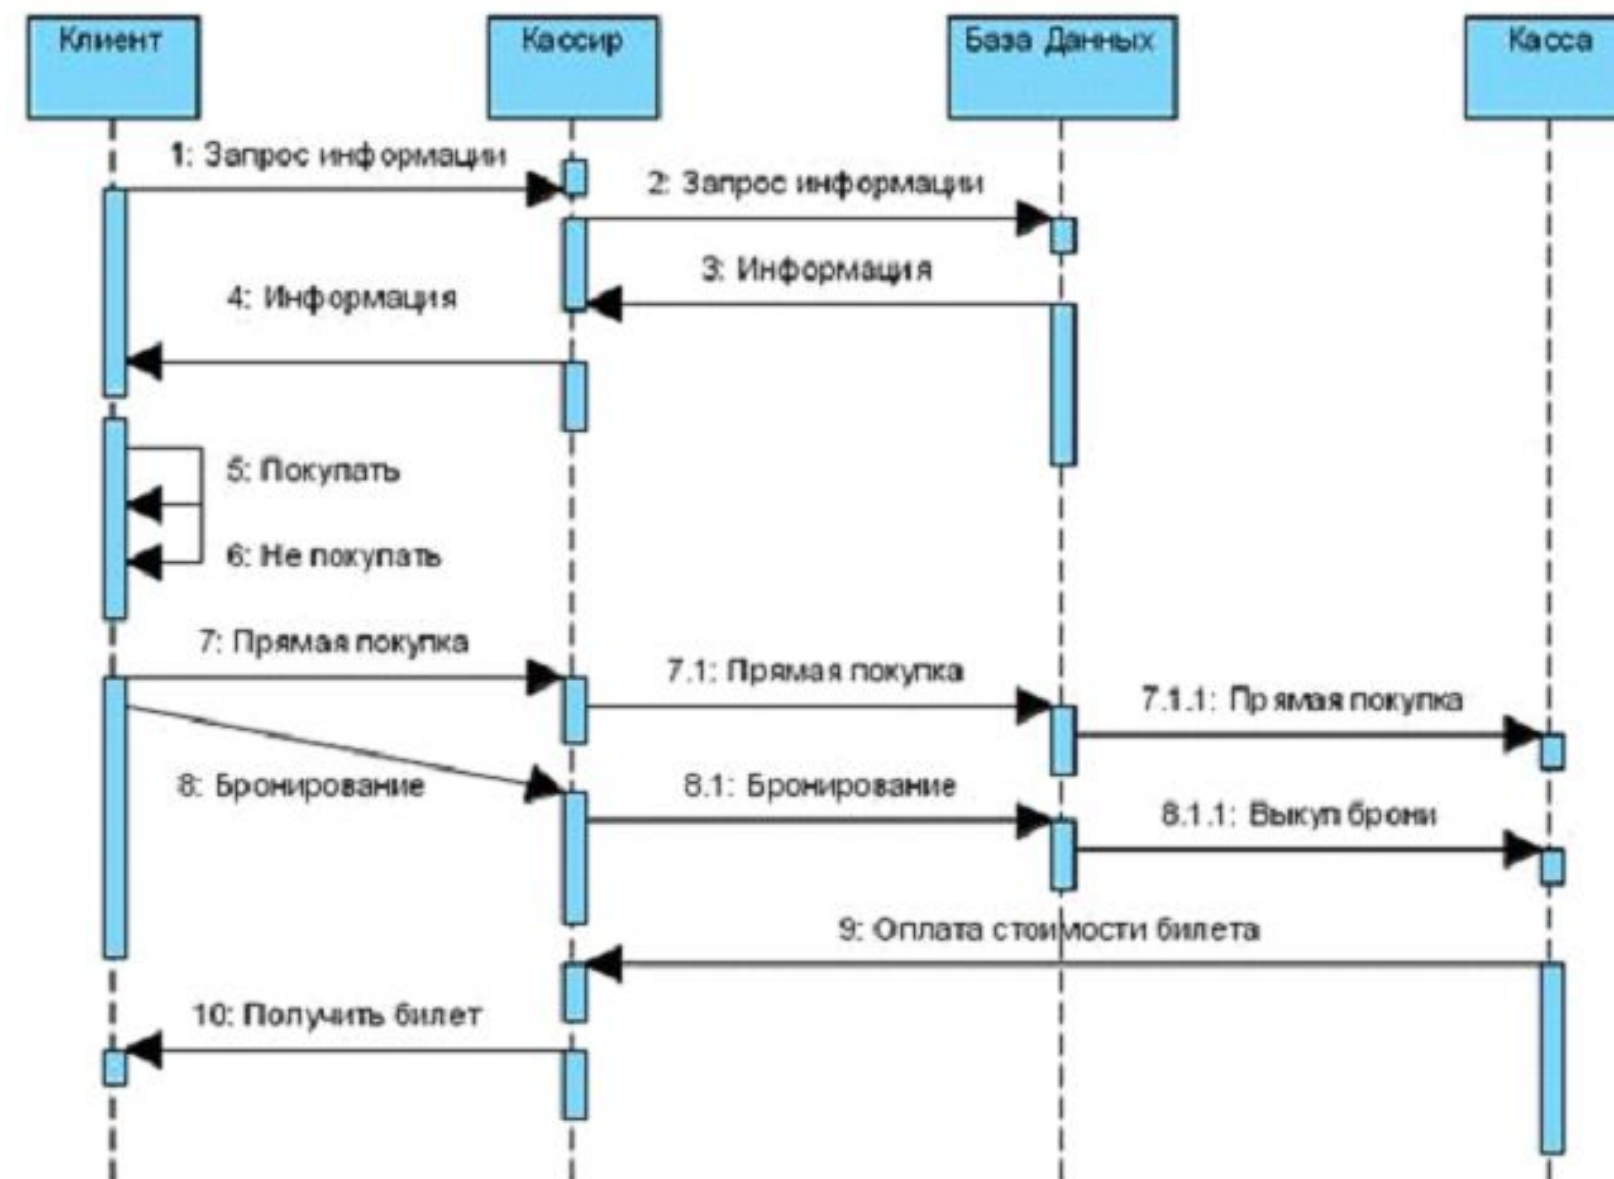 Клиент
Кассир
База Данных
Касса
1: Запрос информации
2: Запрос информации
3: Информация
4: Информация
5: Покупать
6: Не покупать
7: Прямая покупка
7.1: Прямая покупка
7.1.1: Прямая покупка
8: Бронирование
8.1: Бронирование
8.1.1: Выкуп брони
9: Оплата стоимости билета
10: Получить билет